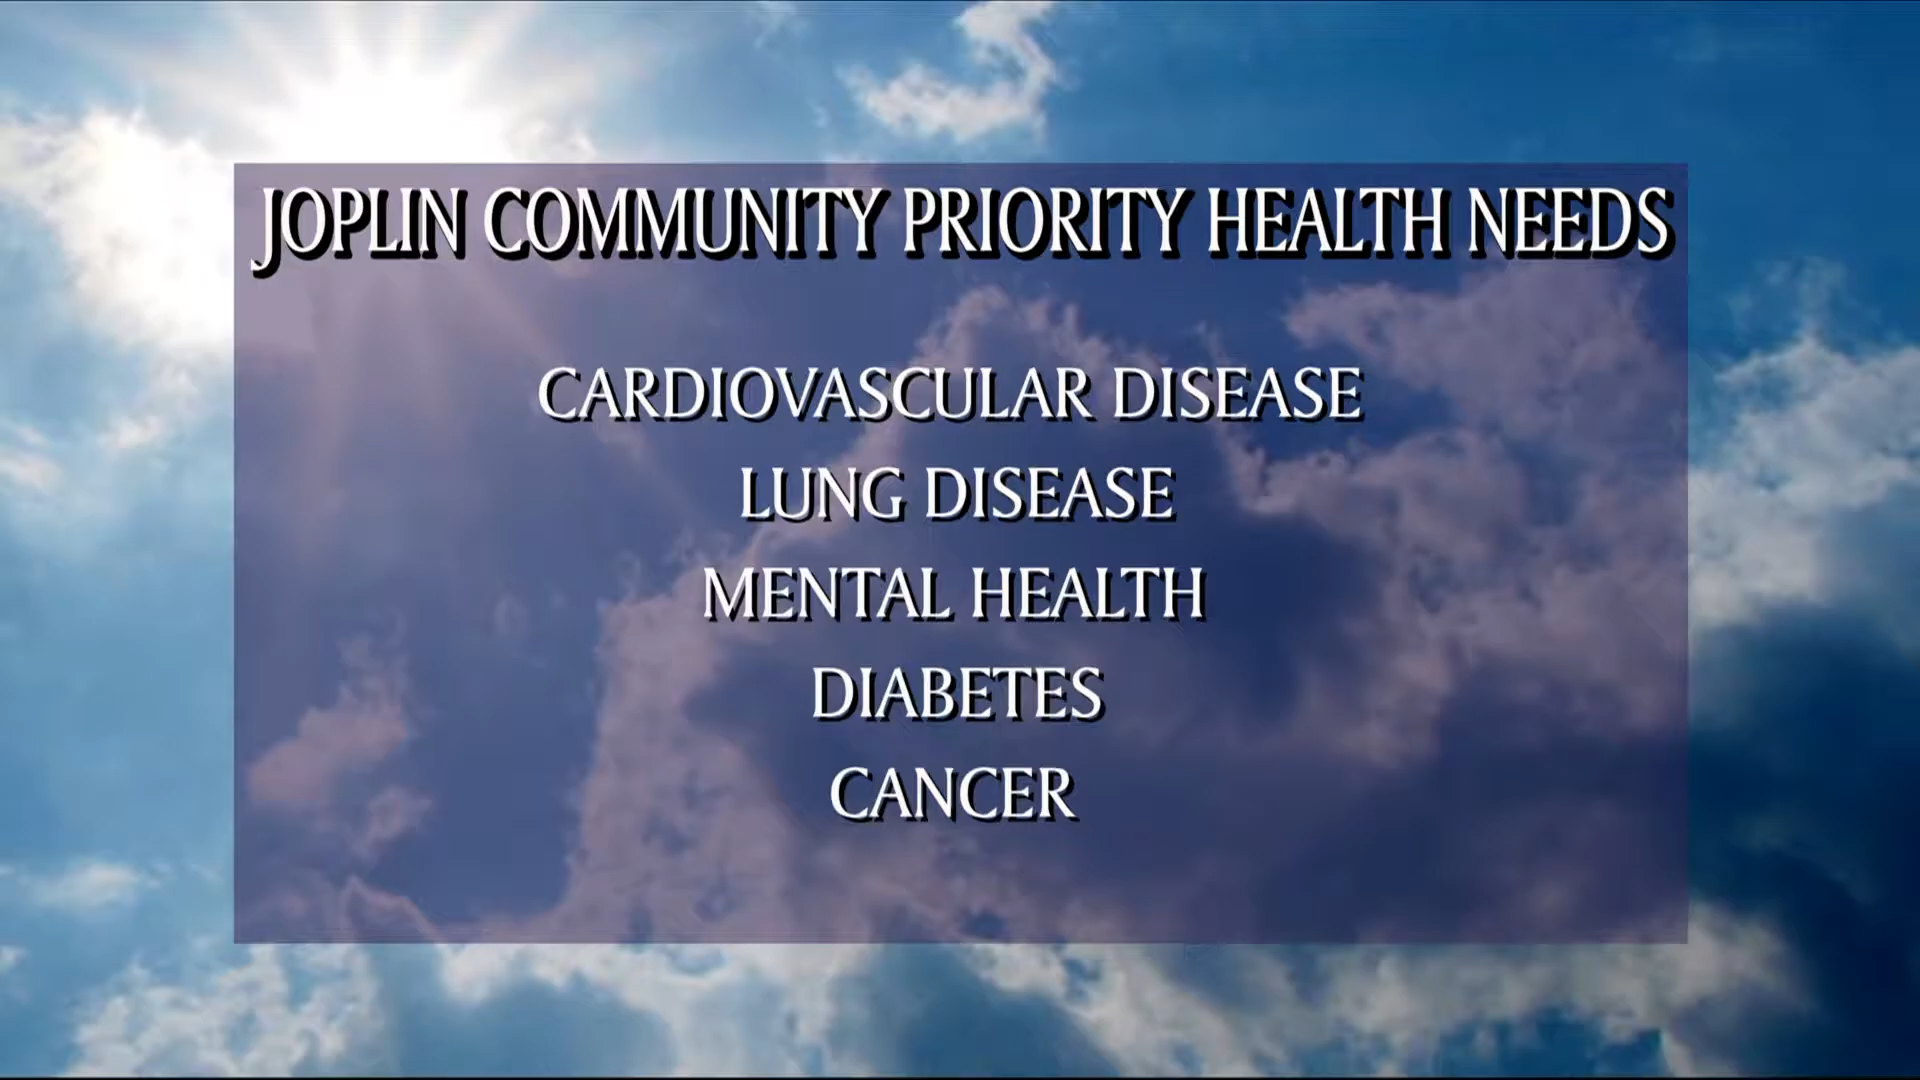 JOPLIN COMMUNITY PRIORITY HEALTH NEEDS
CARDIOVASCULAR DISEASE
LUNG DISEASE
MENTAL HEALTH
DIABETES
CANCER